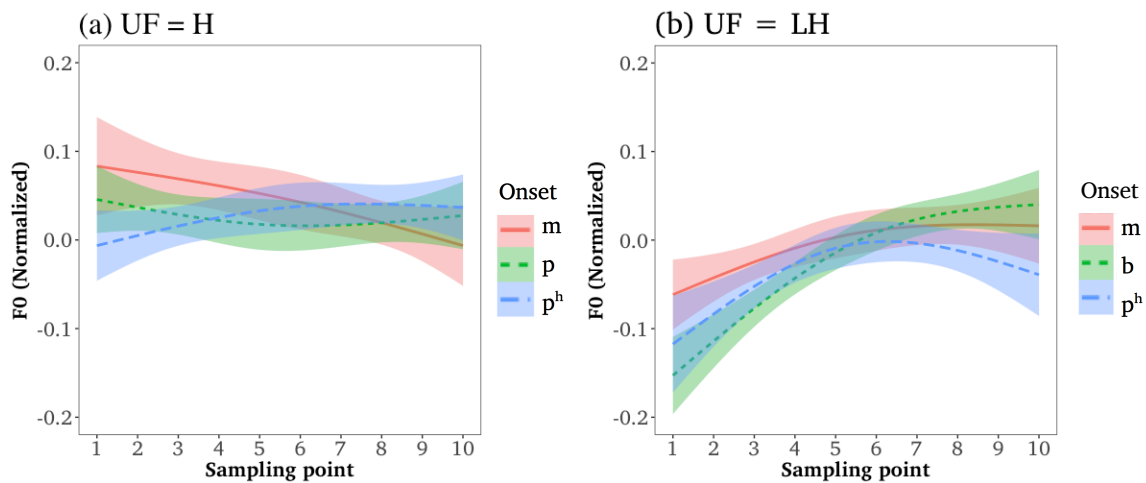 (a) UF = H
0.2
0.1
0.0
-0.1
-0.2
F0 (Normalized)
1 2 3 4 5 6 7 8 9 10
Sampling point
Onset
m
p
pʰ
(b) UF = LH
0.2
0.1
0.0
-0.1
-0.2
F0 (Normalized)
1 2 3 4 5 6 7 8 9 10
Sampling point
Onset
m
b
pʰ